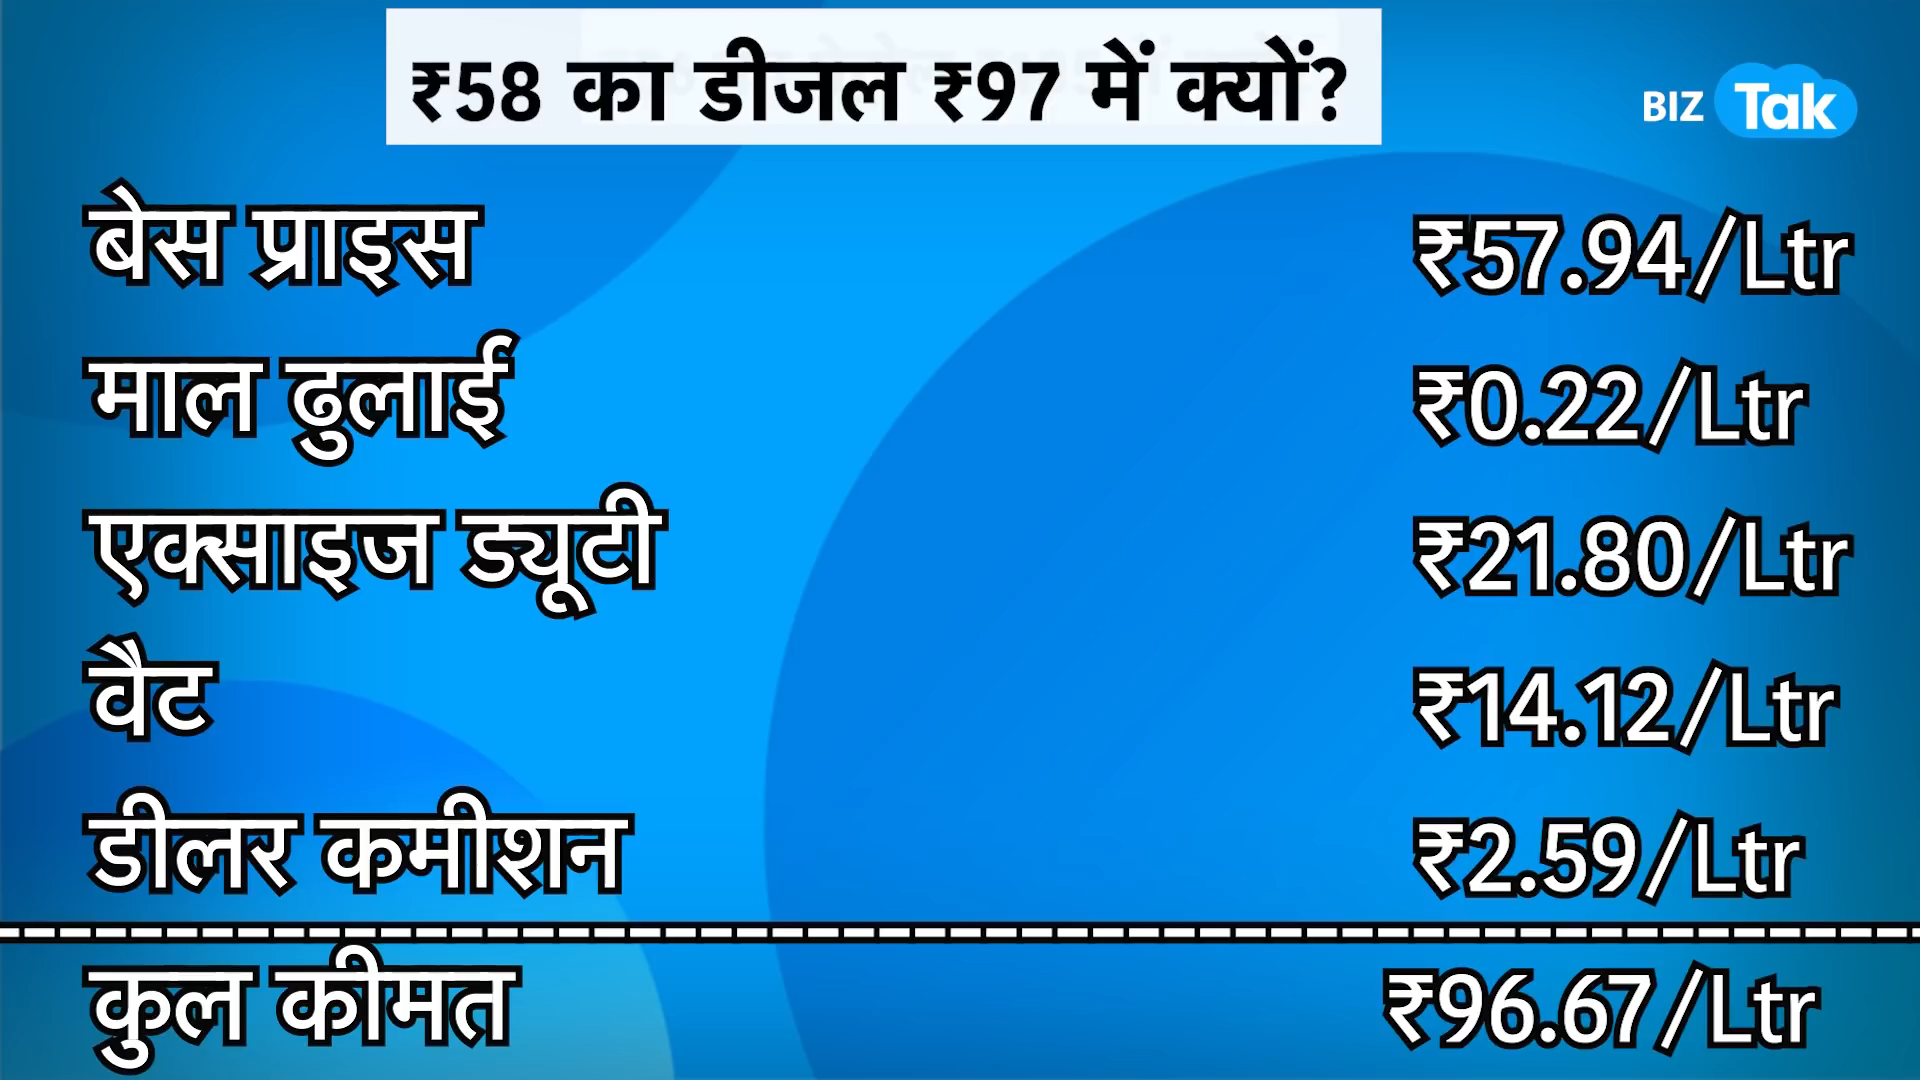 ₹58 का डीजल ₹97 में क्यों?
BIZ Tak
बेस प्राइस ₹57.94/Ltr
माल ढुलाई ₹0.22/Ltr
एक्साइज ड्यूटी ₹21.80/Ltr
वैट ₹14.12/Ltr
डीलर कमीशन ₹2.59/Ltr
कुल कीमत ₹96.67/Ltr